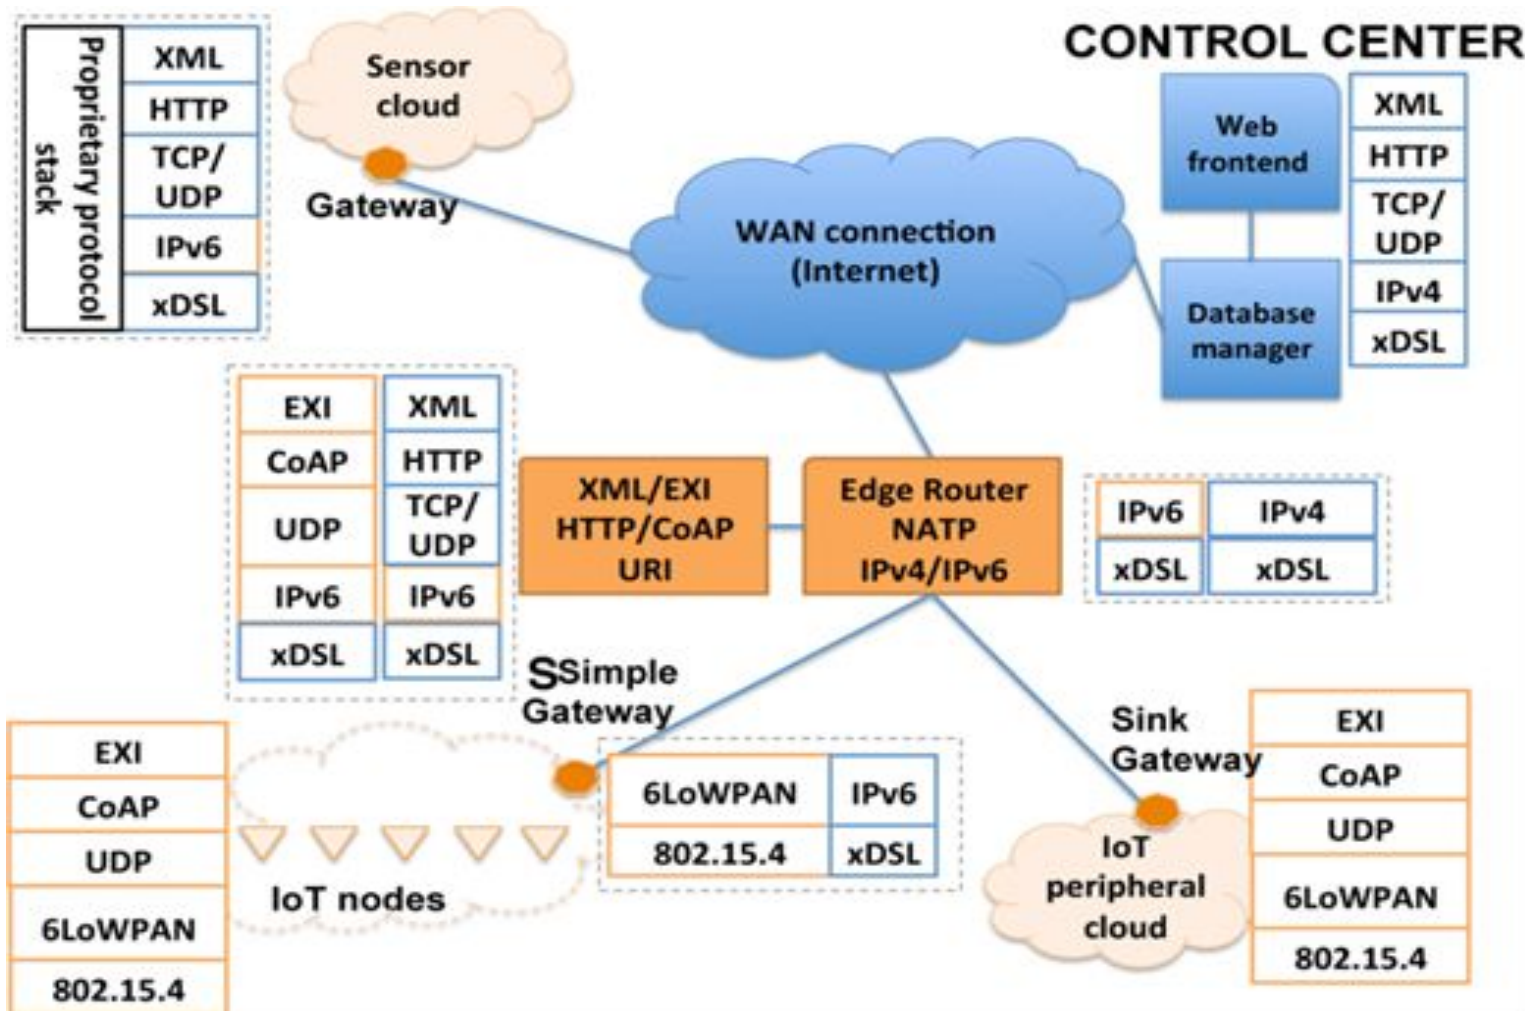 Proprietary protocol
stack
XML
HTTP
TCP/
UDP
IPv6
xDSL
Sensor
cloud
Gateway
WAN connection
(Internet)
CONTROL CENTER
Web
frontend
Database
manager
XML
HTTP
TCP/
UDP
IPv4
xDSL
EXI
CoAP
UDP
IPv6
xDSL
XML
HTTP
TCP/
UDP
IPv6
xDSL
XML/EXI
HTTP/CoAP
URI
Edge Router
NATP
IPv4/IPv6
IPv6
IPv4
xDSL
xDSL
SSimple
Gateway
6LoWPAN
IPv6
802.15.4
xDSL
EXI
CoAP
UDP
6LoWPAN
802.15.4
IoT nodes
Sink
Gateway
IoT
peripheral
cloud
EXI
CoAP
UDP
6LoWPAN
802.15.4